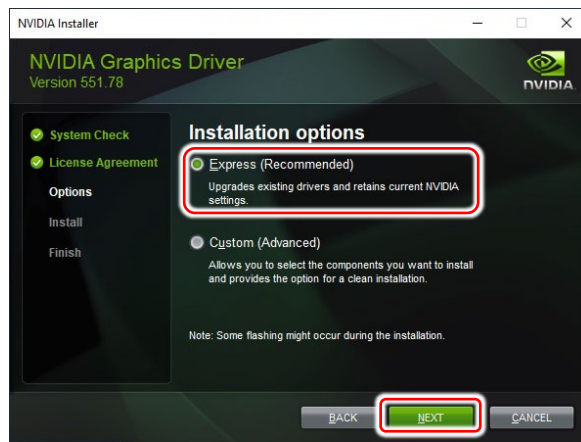 NVIDIA Installer
NVIDIA Graphics Driver
Version 551.78
NVIDIA
System Check
License Agreement
Options
Install
Finish
Installation options
Express (Recommended)
Upgrades existing drivers and retains current NVIDIA
settings.
Custom (Advanced)
Allows you to select the components you want to install
and provides the option for a clean installation.
Note: Some flashing might occur during the installation.
BACK
NEXT
CANCEL